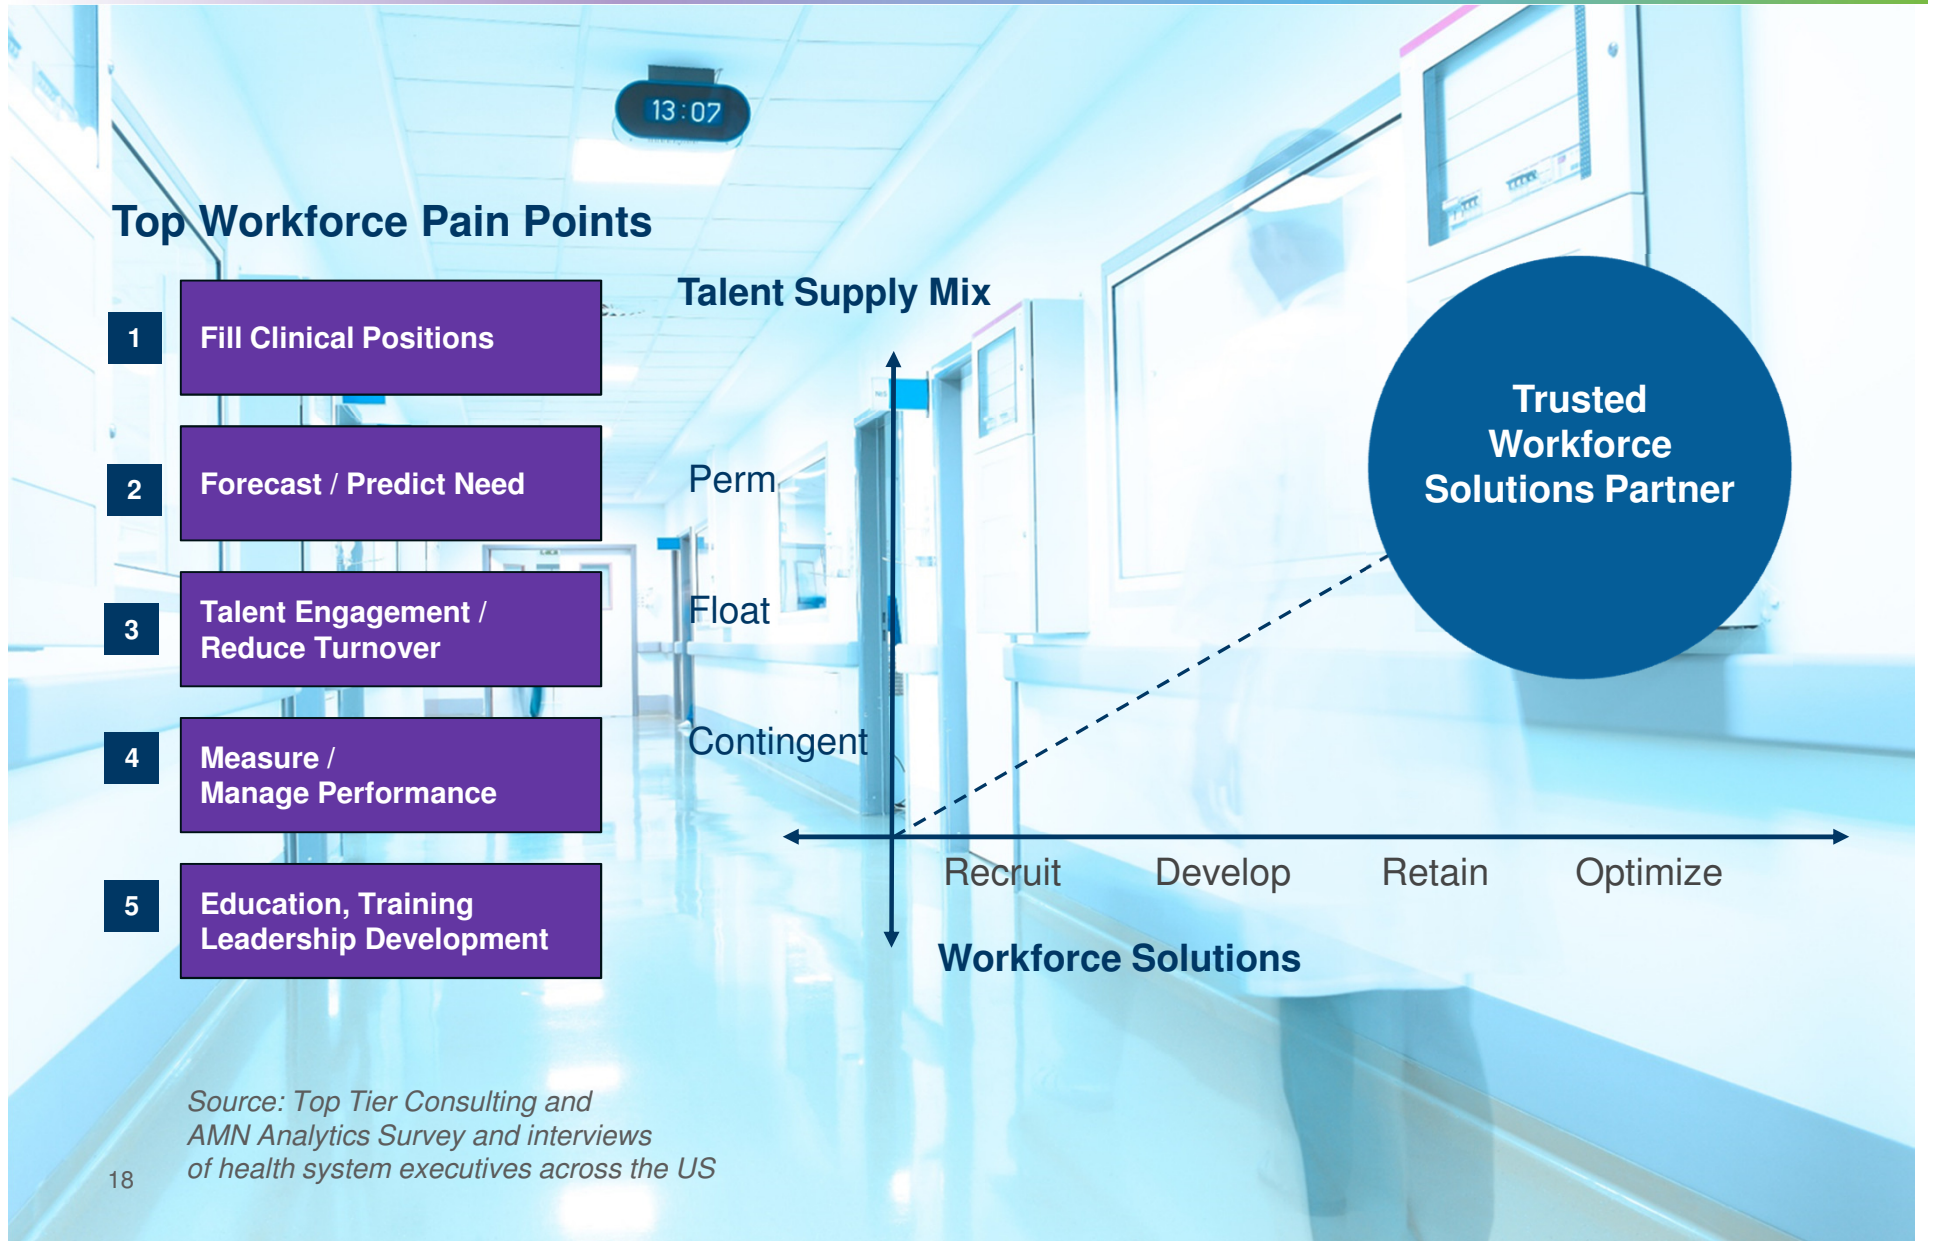 13:07
Top Workforce Pain Points
1
Fill Clinical Positions
2
Forecast / Predict Need
3
Talent Engagement /
Reduce Turnover
4
Measure /
Manage Performance
5
Education, Training
Leadership Development
Talent Supply Mix
Perm
Float
Contingent
Recruit
Develop
Retain
Optimize
Workforce Solutions
Trusted
Workforce
Solutions Partner
Source: Top Tier Consulting and
AMN Analytics Survey and interviews
of health system executives across the US
18